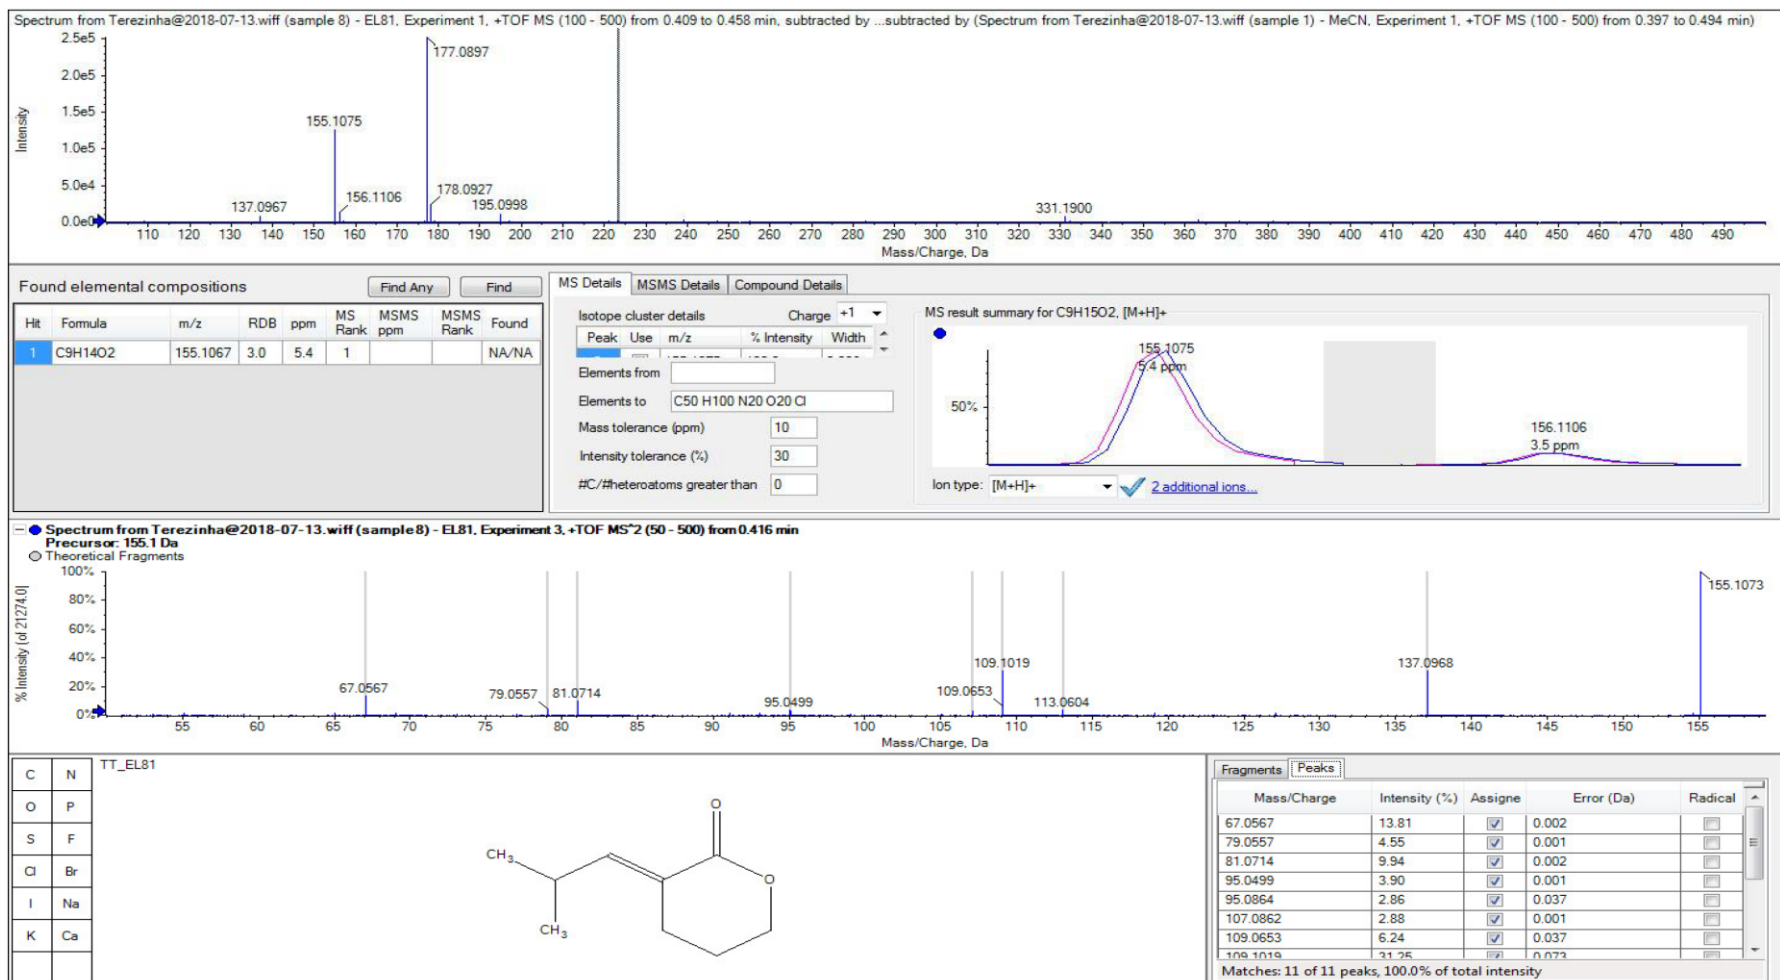 Spectrum from Terezinha@2018-07-13.wiff (sample 8) - EL81, Experiment 1, +TOF MS (100 - 500) from 0.409 to 0.458 min, subtracted by ...subtracted by (Spectrum from Terezinha@2018-07-13.wiff (sample 1) - MeCN, Experiment 1, +TOF MS (100 - 500) from 0.397 to 0.494 min)
2.5e5
2.0e5
1.5e5
1.0e5
5.0e4
0.0e0
Intensity
177.0897
155.1075
156.1106
178.0927
137.0967
195.0998
331.1900
110 120 130 140 150 160 170 180 190 200 210 220 230 240 250 260 270 280 290 300 310 320 330 340 350 360 370 380 390 400 410 420 430 440 450 460 470 480 490
Mass/Charge, Da
Found elemental compositions
Find Any
Find
Hit Formula m/z RDB ppm MS Rank MSMS ppm MSMS Rank Found
1 C9H14O2 155.1067 3.0 5.4 1 NA/NA
MS Details MSMS Details Compound Details
Isotope cluster details Charge +1
Peak Use m/z % Intensity Width
Elements from
Elements to C50 H100 N20 O20 Cl
Mass tolerance (ppm) 10
Intensity tolerance (%) 30
#C/#heteroatoms greater than 0
MS result summary for C9H15O2, [M+H]+
155.1075
5.4 ppm
50%
156.1106
3.5 ppm
Ion type: [M+H]+ 2 additional ions...
Spectrum from Terezinha@2018-07-13.wiff (sample 8) - EL81, Experiment 3, +TOF MS^2 (50 - 500) from 0.416 min
Precursor: 155.1 Da
Theoretical Fragments
100%
80%
60%
40%
20%
0%
% Intensity (of 21274.0)
155.1073
109.1019
137.0968
67.0567
79.0557
81.0714
95.0499
109.0653
113.0604
55 60 65 70 75 80 85 90 95 100 105 110 115 120 125 130 135 140 145 150 155
Mass/Charge, Da
C N
O P
S F
Cl Br
I Na
K Ca
TT_EL81
O
CH3
O
CH3
Fragments Peaks
Mass/Charge Intensity (%) Assigne Error (Da) Radical
67.0567 13.81 0.002
79.0557 4.55 0.001
81.0714 9.94 0.002
95.0499 3.90 0.001
95.0864 2.86 0.037
107.0862 2.88 0.001
109.0653 6.24 0.037
109.1019 31.25 0.073
Matches: 11 of 11 peaks, 100.0% of total intensity